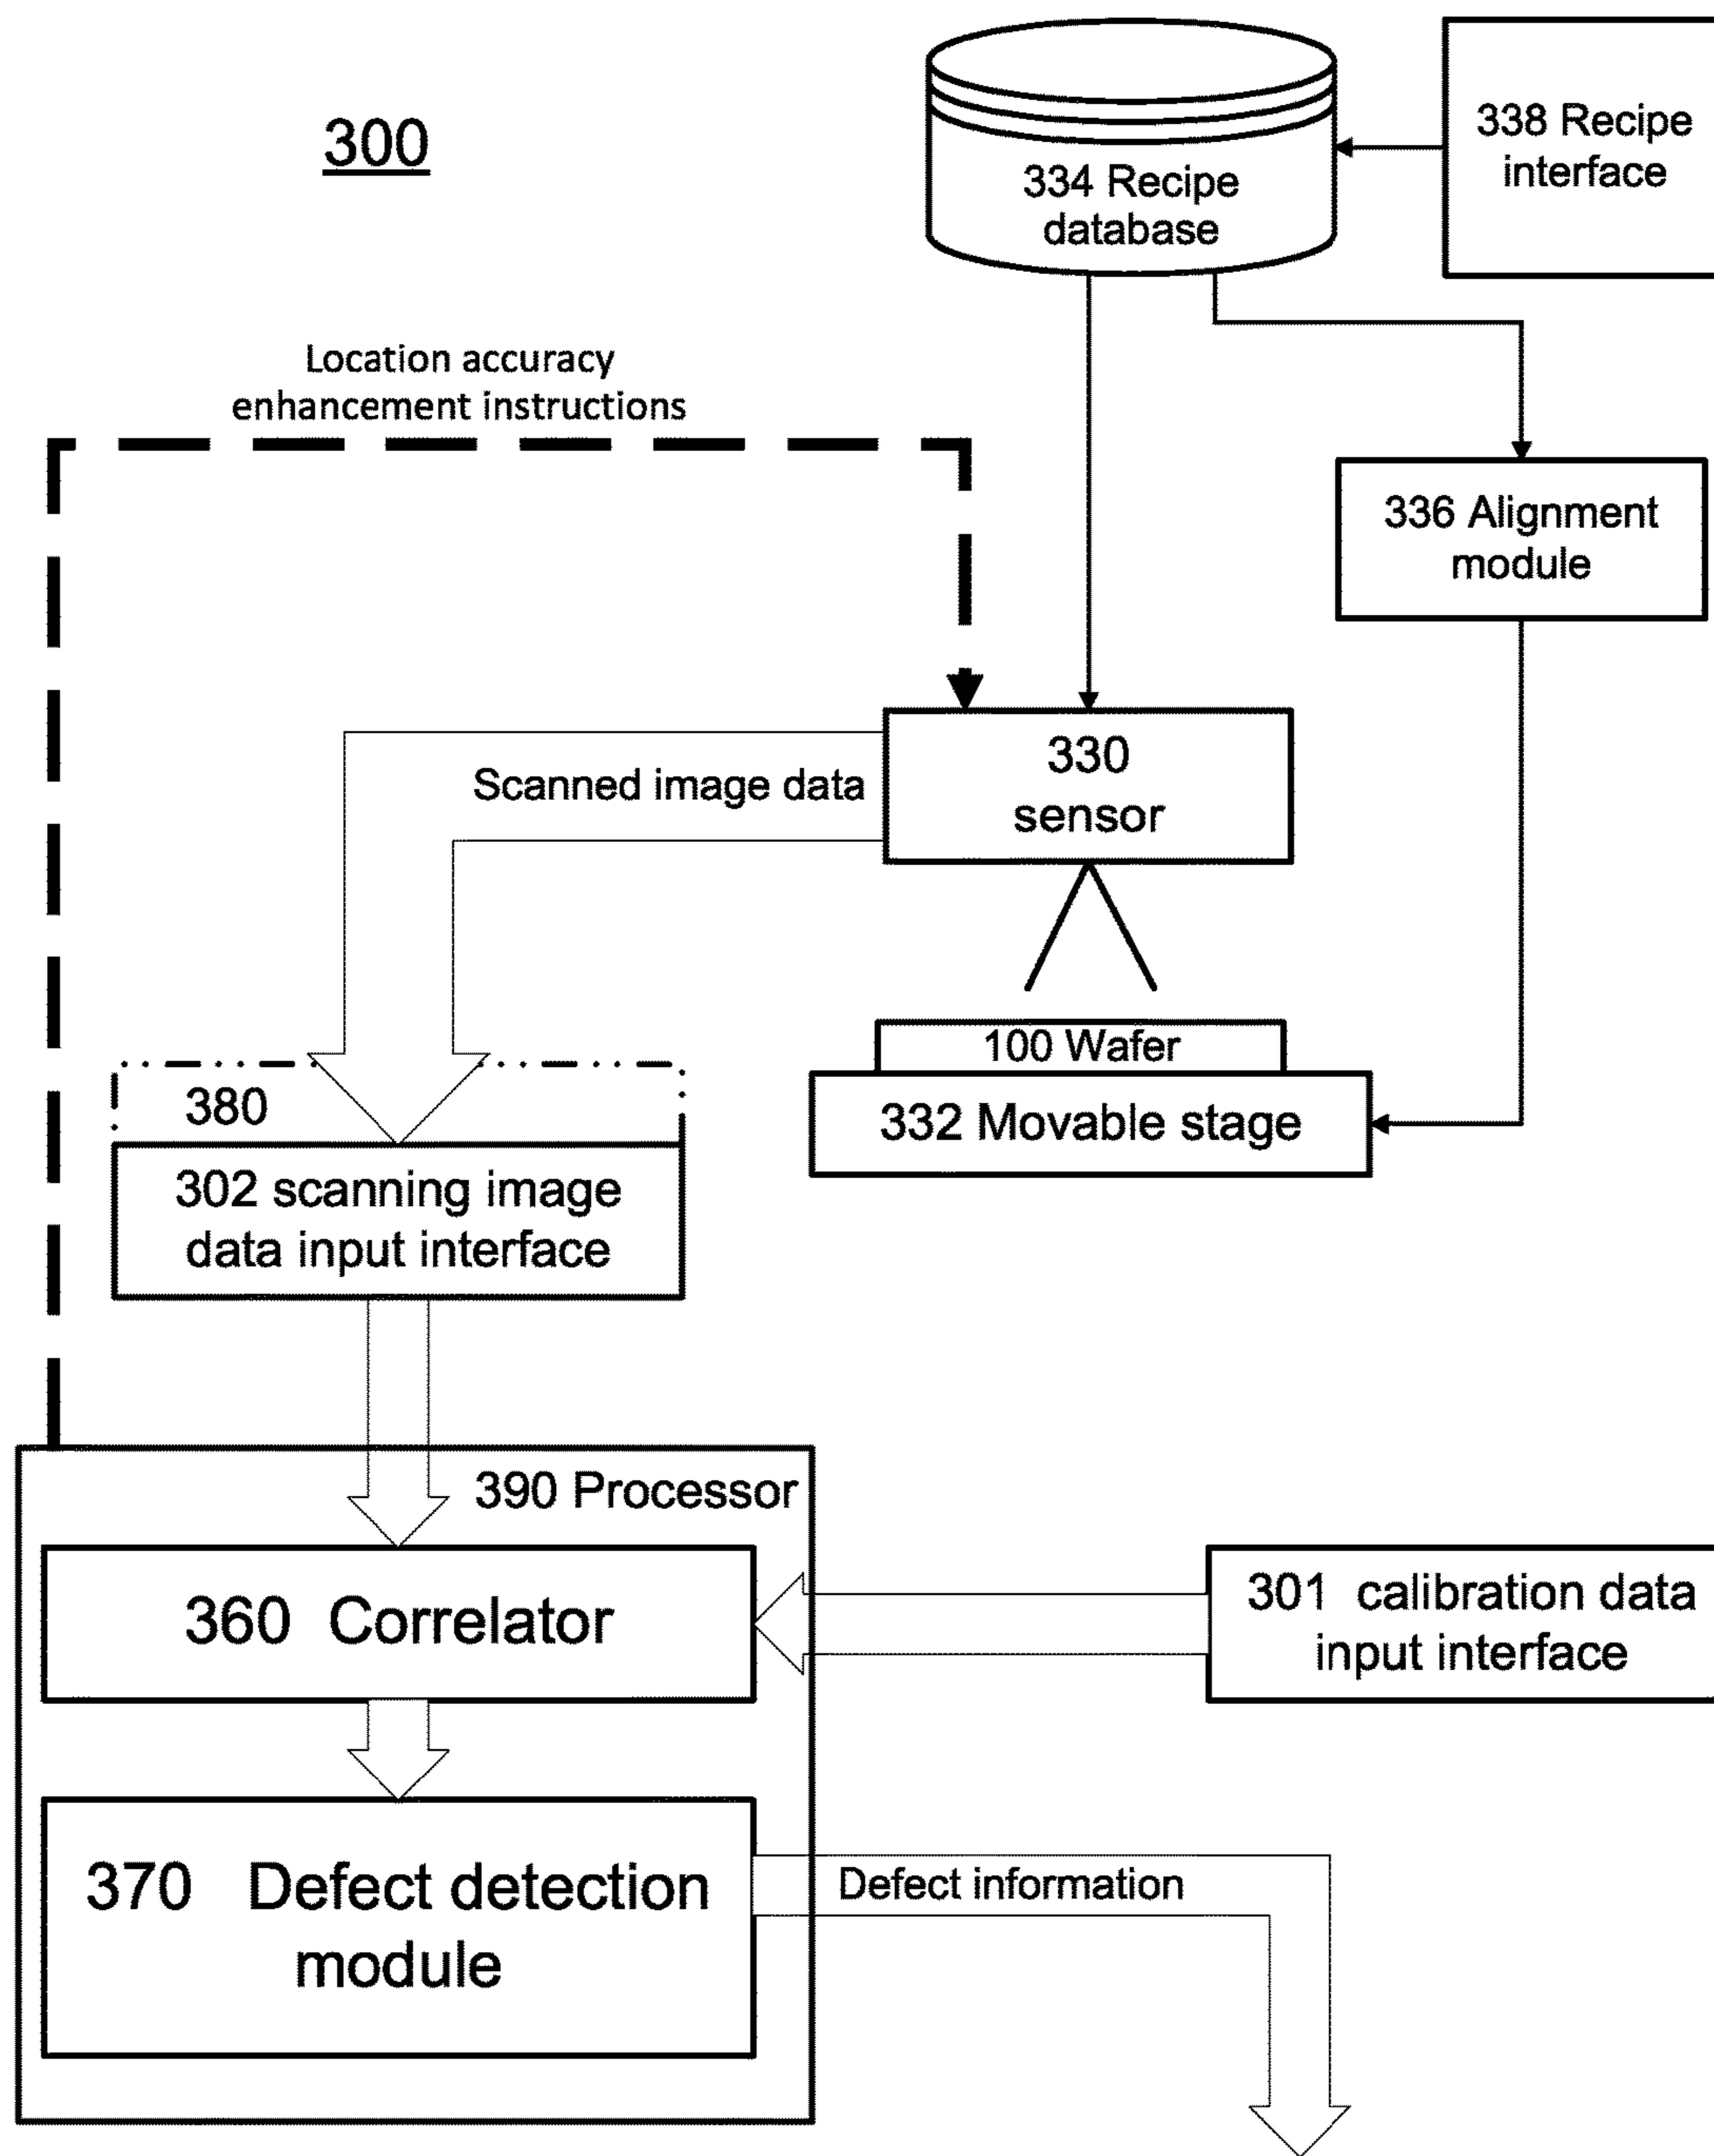 300
334 Recipe
database
338 Recipe
interface
Location accuracy
enhancement instructions
336 Alignment
module
330
sensor
Scanned image data
100 Wafer
332 Movable stage
380
302 scanning image
data input interface
390 Processor
360 Correlator
301 calibration data
input interface
370 Defect detection
module
Defect information